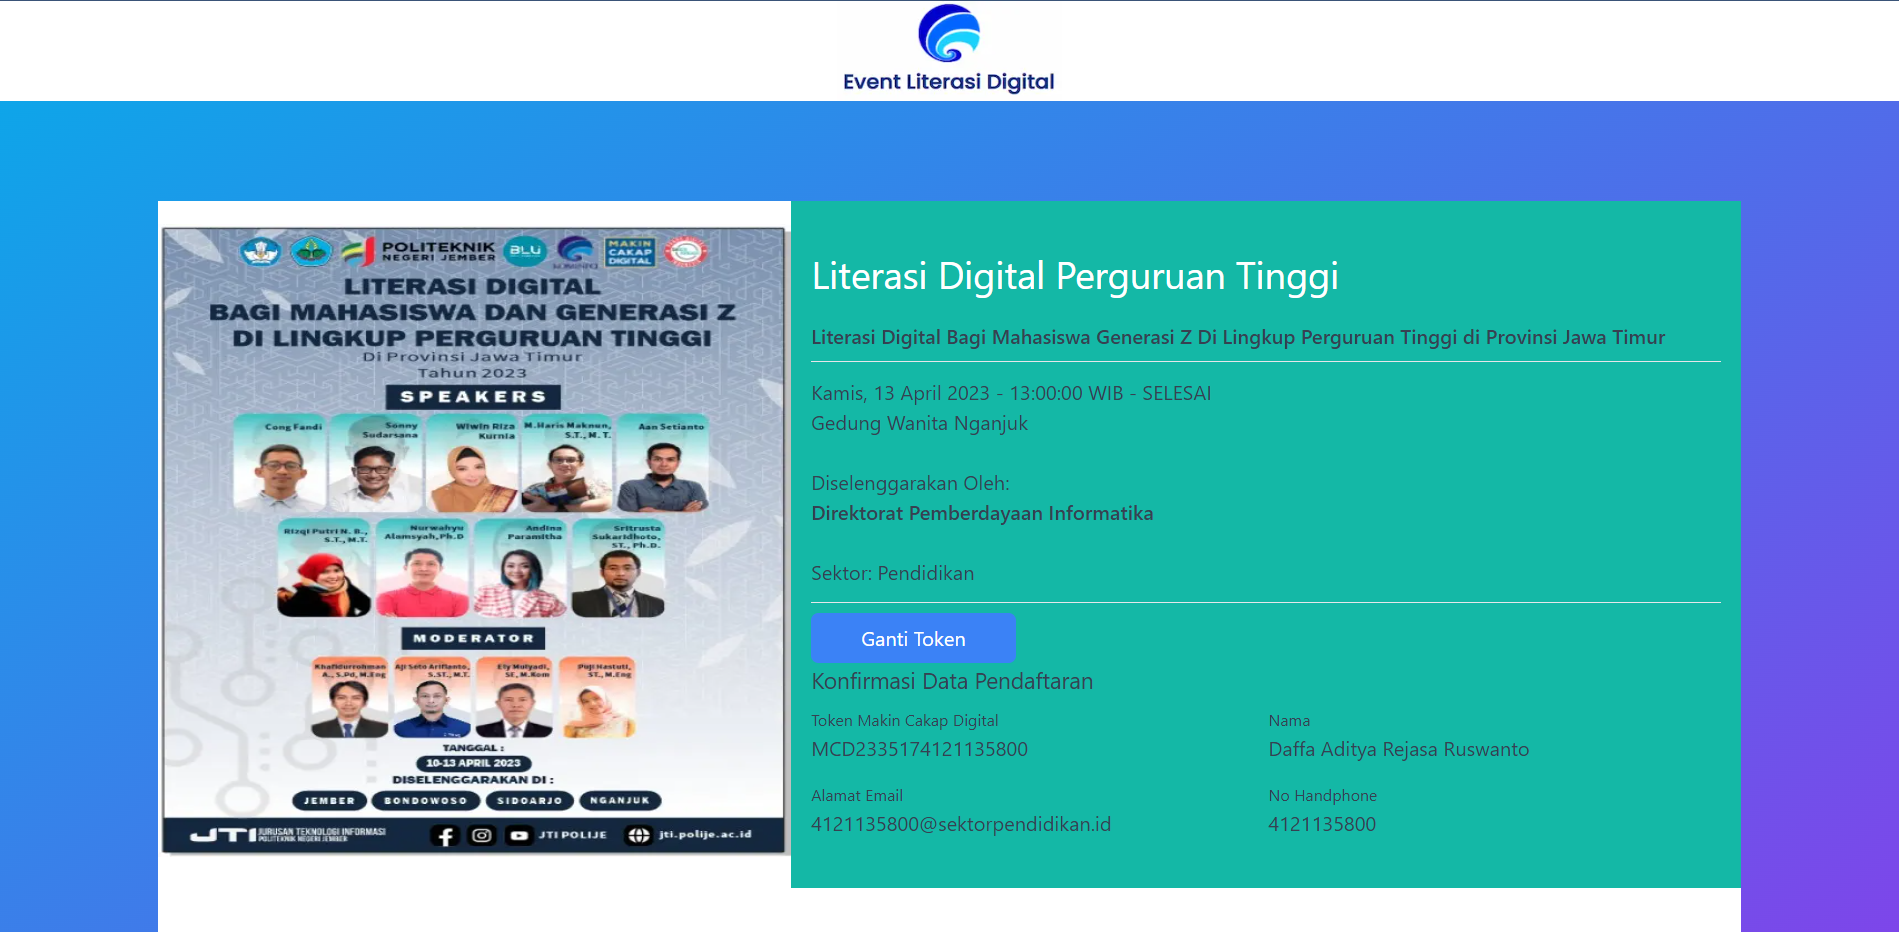 Event Literasi Digital
POLITEKNIK
NEGERI JEMBER
BLU
MAKIN
CAKAP
DIGITAL
LITERASI DIGITAL
BAGI MAHASISWA DAN GENERASI Z
DI LINGKUP PERGURUAN TINGGI
Di Provinsi Jawa Timur
Tahun 2023
SPEAKERS
Cong Fandi
Sonny
Sudarsana
Wiwin Riza
Kurnia
M.Haris Maknun,
S.T., M.T.
Aan Setianto
Rizqi Putri N. B.,
S.T., M.T.
Nurwahyu
Alamsyah, Ph.D
Andina
Paramitha
Sritrusta
Sukaridhoto,
ST., Ph.D.
MODERATOR
Khafidurrohman
A., S.Pd, M.Eng
Aji Seto Arifianto,
S.ST., M.T.
Ely Mulyadi,
SE, M.Kom
Puji Hastuti,
ST., M.Eng
TANGGAL :
10-13 APRIL 2023
DISELENGGARAKAN DI :
JEMBER
BONDOWOSO
SIDOARJO
NGANJUK
JTI
JURUSAN TEKNOLOGI INFORMASI
POLITEKNIK NEGERI JEMBER
JTI POLIJE
jti.polije.ac.id
Literasi Digital Perguruan Tinggi
Literasi Digital Bagi Mahasiswa Generasi Z Di Lingkup Perguruan Tinggi di Provinsi Jawa Timur
Kamis, 13 April 2023 - 13:00:00 WIB - SELESAI
Gedung Wanita Nganjuk
Diselenggarakan Oleh:
Direktorat Pemberdayaan Informatika
Sektor: Pendidikan
Ganti Token
Konfirmasi Data Pendaftaran
Token Makin Cakap Digital
MCD2335174121135800
Nama
Daffa Aditya Rejasa Ruswanto
Alamat Email
4121135800@sektorpendidikan.id
No Handphone
4121135800